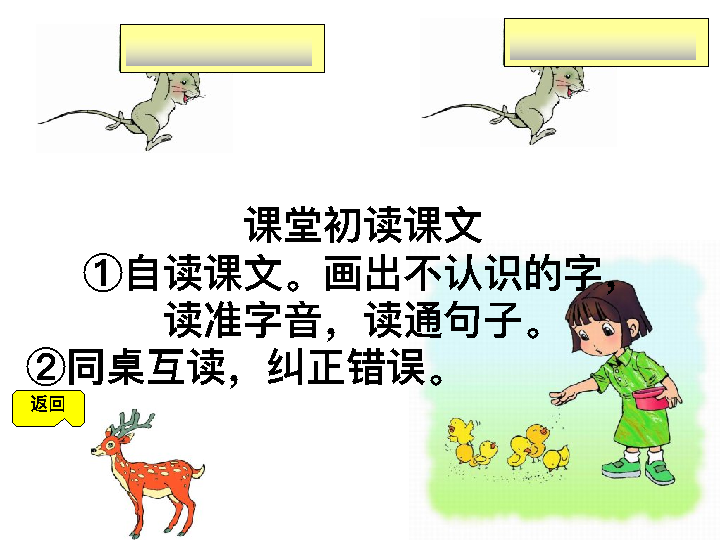 课堂初读课文
①自读课文。画出不认识的字，
读准字音，读通句子。
②同桌互读，纠正错误。
返回